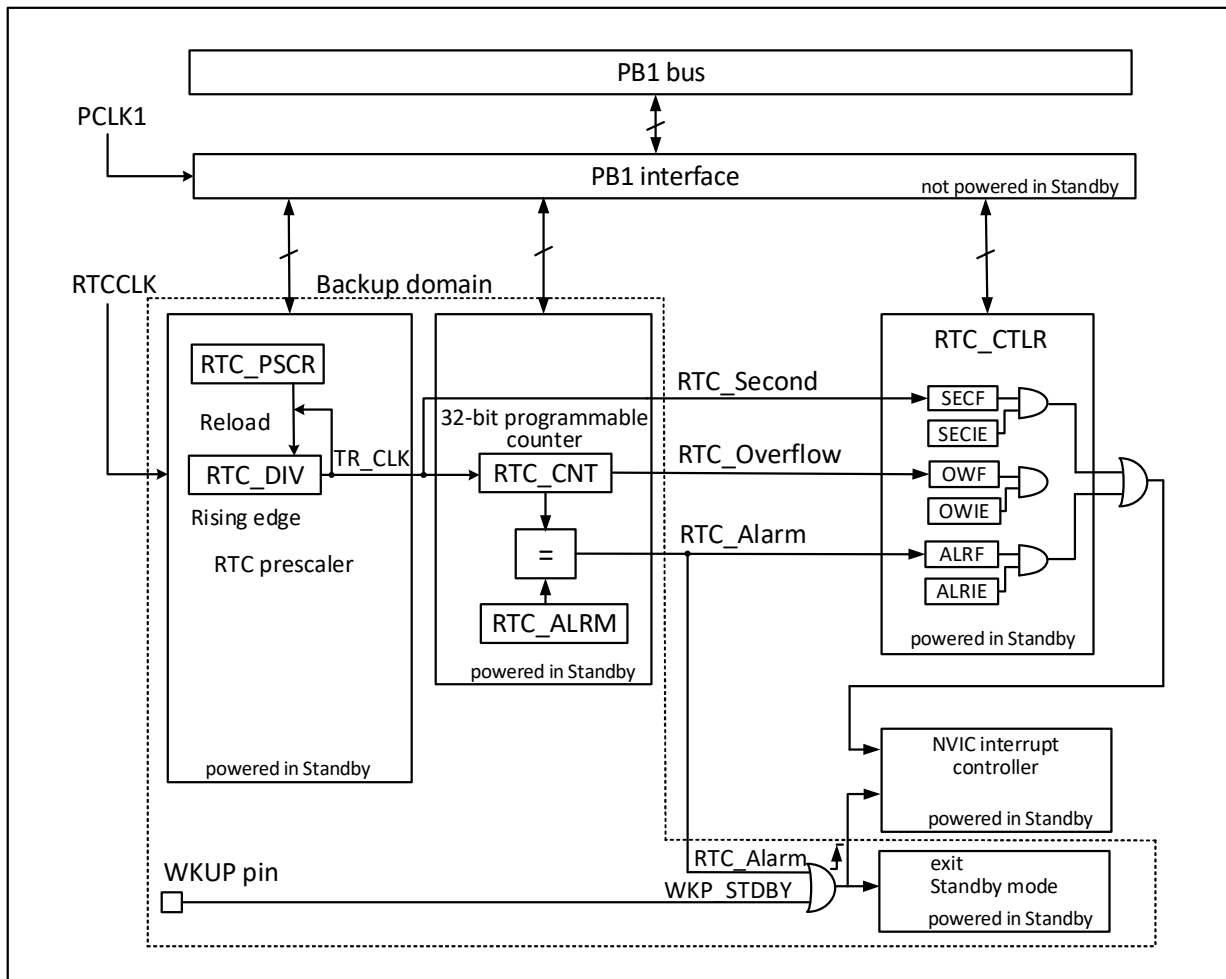 PB1 bus
PCLK1
PB1 interface
not powered in Standby
RTCCLK
Backup domain
RTC_PSCR
Reload
RTC_DIV
TR_CLK
Rising edge
RTC prescaler
powered in Standby
32-bit programmable
counter
RTC_CNT
=
RTC_ALRM
powered in Standby
RTC_Second
RTC_Overflow
RTC_Alarm
RTC_CTLR
SECF
SECIE
OWF
OWIE
ALRF
ALRIE
powered in Standby
NVIC interrupt
controller
powered in Standby
WKUP pin
RTC_Alarm
WKP_STDBY
exit
Standby mode
powered in Standby